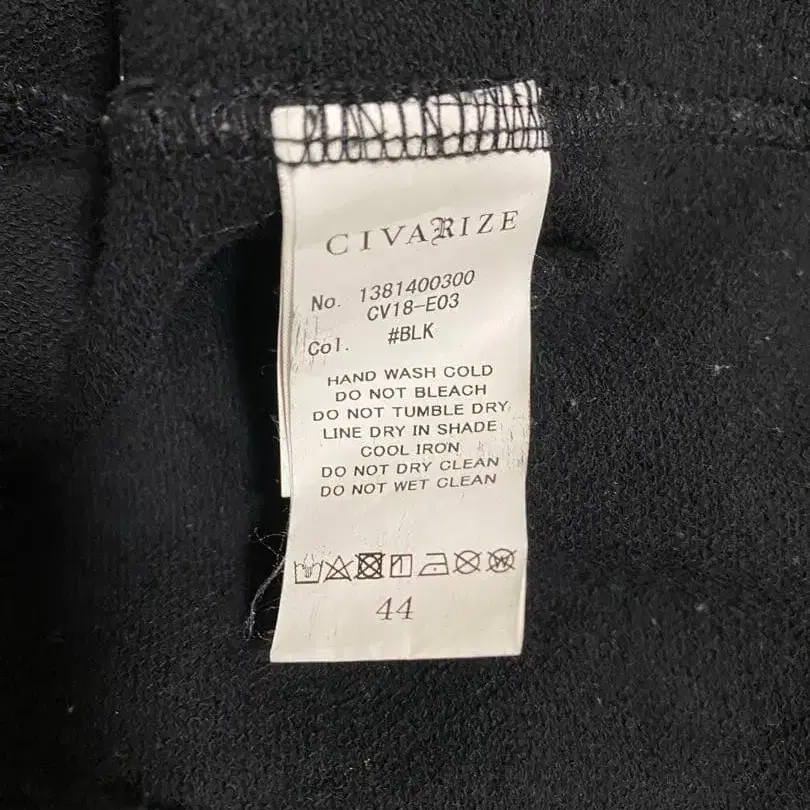 CIVARIZE
No. 1381400300
CV18-E03
Col. #BLK
HAND WASH COLD
DO NOT BLEACH
DO NOT TUMBLE DRY
LINE DRY IN SHADE
COOL IRON
DO NOT DRY CLEAN
DO NOT WET CLEAN
W
44